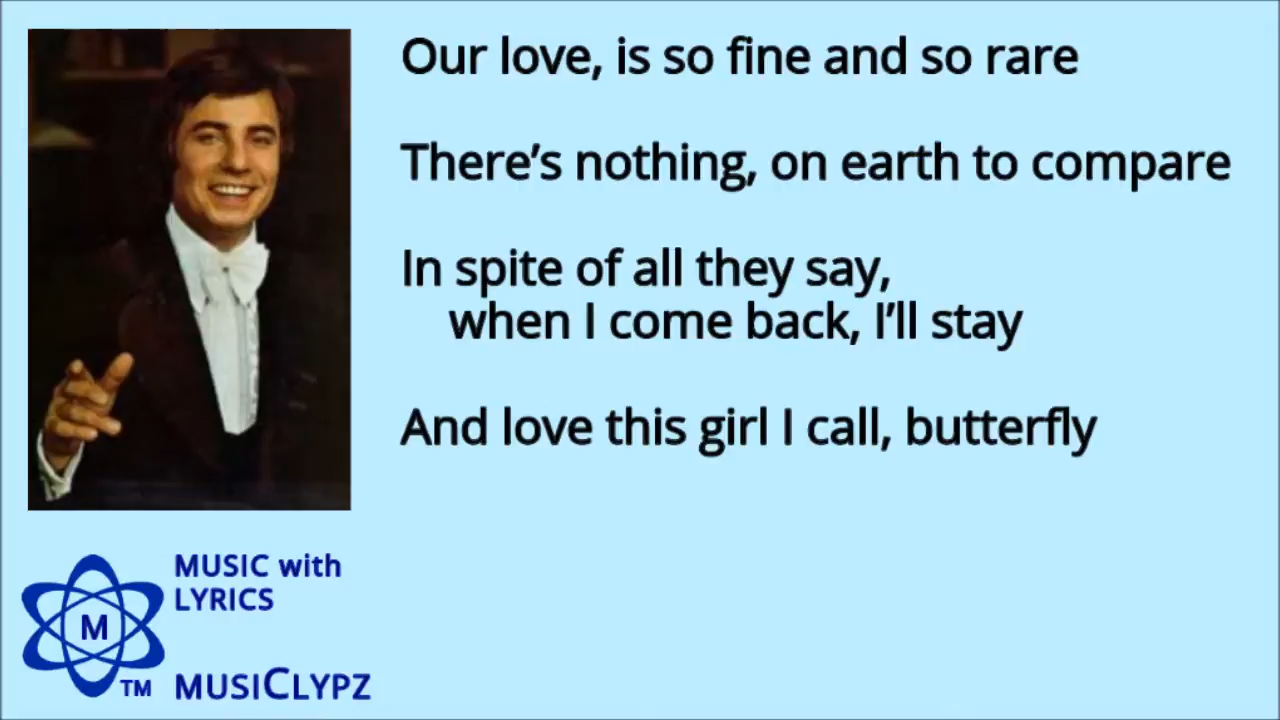 Our love, is so fine and so rare
There’s nothing, on earth to compare
In spite of all they say,
when I come back, I’ll stay
And love this girl I call, butterfly
MUSIC with
LYRICS
M
TM
MUSICLYPZ